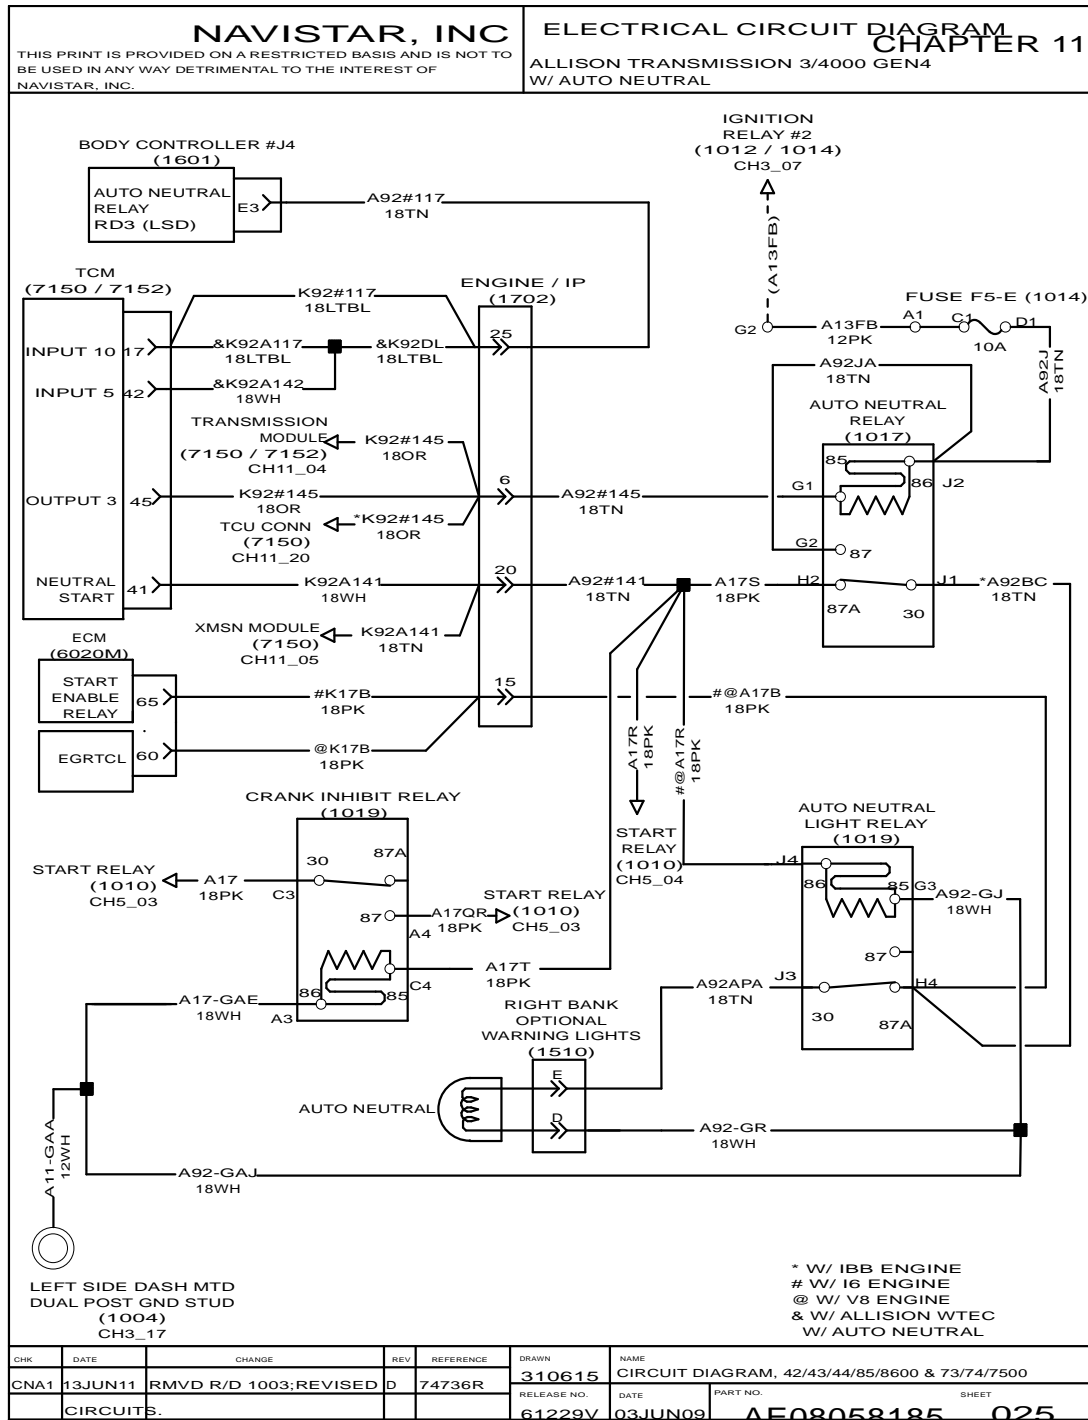 NAVISTAR, INC
THIS PRINT IS PROVIDED ON A RESTRICTED BASIS AND IS NOT TO
BE USED IN ANY WAY DETRIMENTAL TO THE INTEREST OF
NAVISTAR, INC.
ELECTRICAL CIRCUIT DIAGRAM
CHAPTER 11
ALLISON TRANSMISSION 3/4000 GEN4
W/ AUTO NEUTRAL
IGNITION
RELAY #2
(1012 / 1014)
CH3_07
(A13FB)
BODY CONTROLLER #J4
(1601)
AUTO NEUTRAL
RELAY
RD3 (LSD)
E3
A92#117
18TN
TCM
(7150 / 7152)
K92#117
18LTBL
ENGINE / IP
(1702)
FUSE F5-E (1014)
G2
A13FB
12PK
A1
C1
D1
10A
A92J
18TN
INPUT 10
17
&K92A117
18LTBL
&K92DL
18LTBL
25
INPUT 5
42
&K92A142
18WH
A92JA
18TN
AUTO NEUTRAL
RELAY
(1017)
TRANSMISSION
MODULE
(7150 / 7152)
CH11_04
K92#145
18OR
85
86
J2
OUTPUT 3
45
K92#145
18OR
6
A92#145
18TN
G1
TCU CONN
(7150)
CH11_20
*K92#145
18OR
G2
87
NEUTRAL
START
41
K92A141
18WH
20
A92#141
18TN
A17S
18PK
H2
87A
30
J1
*A92BC
18TN
XMSN MODULE
(7150)
CH11_05
K92A141
18TN
ECM
(6020M)
START
ENABLE
RELAY
65
#K17B
18PK
15
#@A17B
18PK
EGRTCL
60
@K17B
18PK
A17R
18PK
#@A17R
18PK
CRANK INHIBIT RELAY
(1019)
START
RELAY
(1010)
CH5_04
AUTO NEUTRAL
LIGHT RELAY
(1019)
START RELAY
(1010)
CH5_03
A17
18PK
C3
30
87A
87
A4
A17QR
18PK
START RELAY
(1010)
CH5_03
J4
86
85
G3
A92-GJ
18WH
87
A17T
18PK
C4
85
86
A3
A17-GAE
18WH
A92APA
18TN
J3
30
87A
H4
RIGHT BANK
OPTIONAL
WARNING LIGHTS
(1510)
AUTO NEUTRAL
E
D
A92-GR
18WH
A11-GAA
12WH
A92-GAJ
18WH
LEFT SIDE DASH MTD
DUAL POST GND STUD
(1004)
CH3_17
* W/ IBB ENGINE
# W/ I6 ENGINE
@ W/ V8 ENGINE
& W/ ALLISION WTEC
W/ AUTO NEUTRAL
CHK DATE CHANGE REV REFERENCE
CNA1 13JUN11 RMVD R/D 1003;REVISED D 74736R
CIRCUITS.
DRAWN
310615
NAME
CIRCUIT DIAGRAM, 42/43/44/85/8600 & 73/74/7500
RELEASE NO.
61229V
DATE
03JUN09
PART NO.
AE08058185
SHEET
025